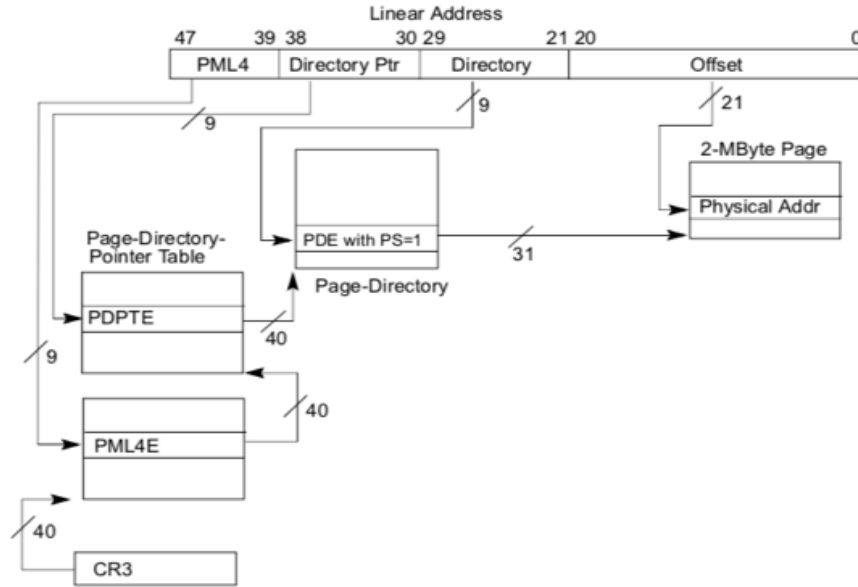 Linear Address
47 39 38 30 29 21 20 0
PML4 Directory Ptr Directory Offset
9 9 21
2-MByte Page
Physical Addr
PDE with PS=1
31
Page-Directory-
Pointer Table
Page-Directory
PDPTE
40
9
40
PML4E
40
CR3